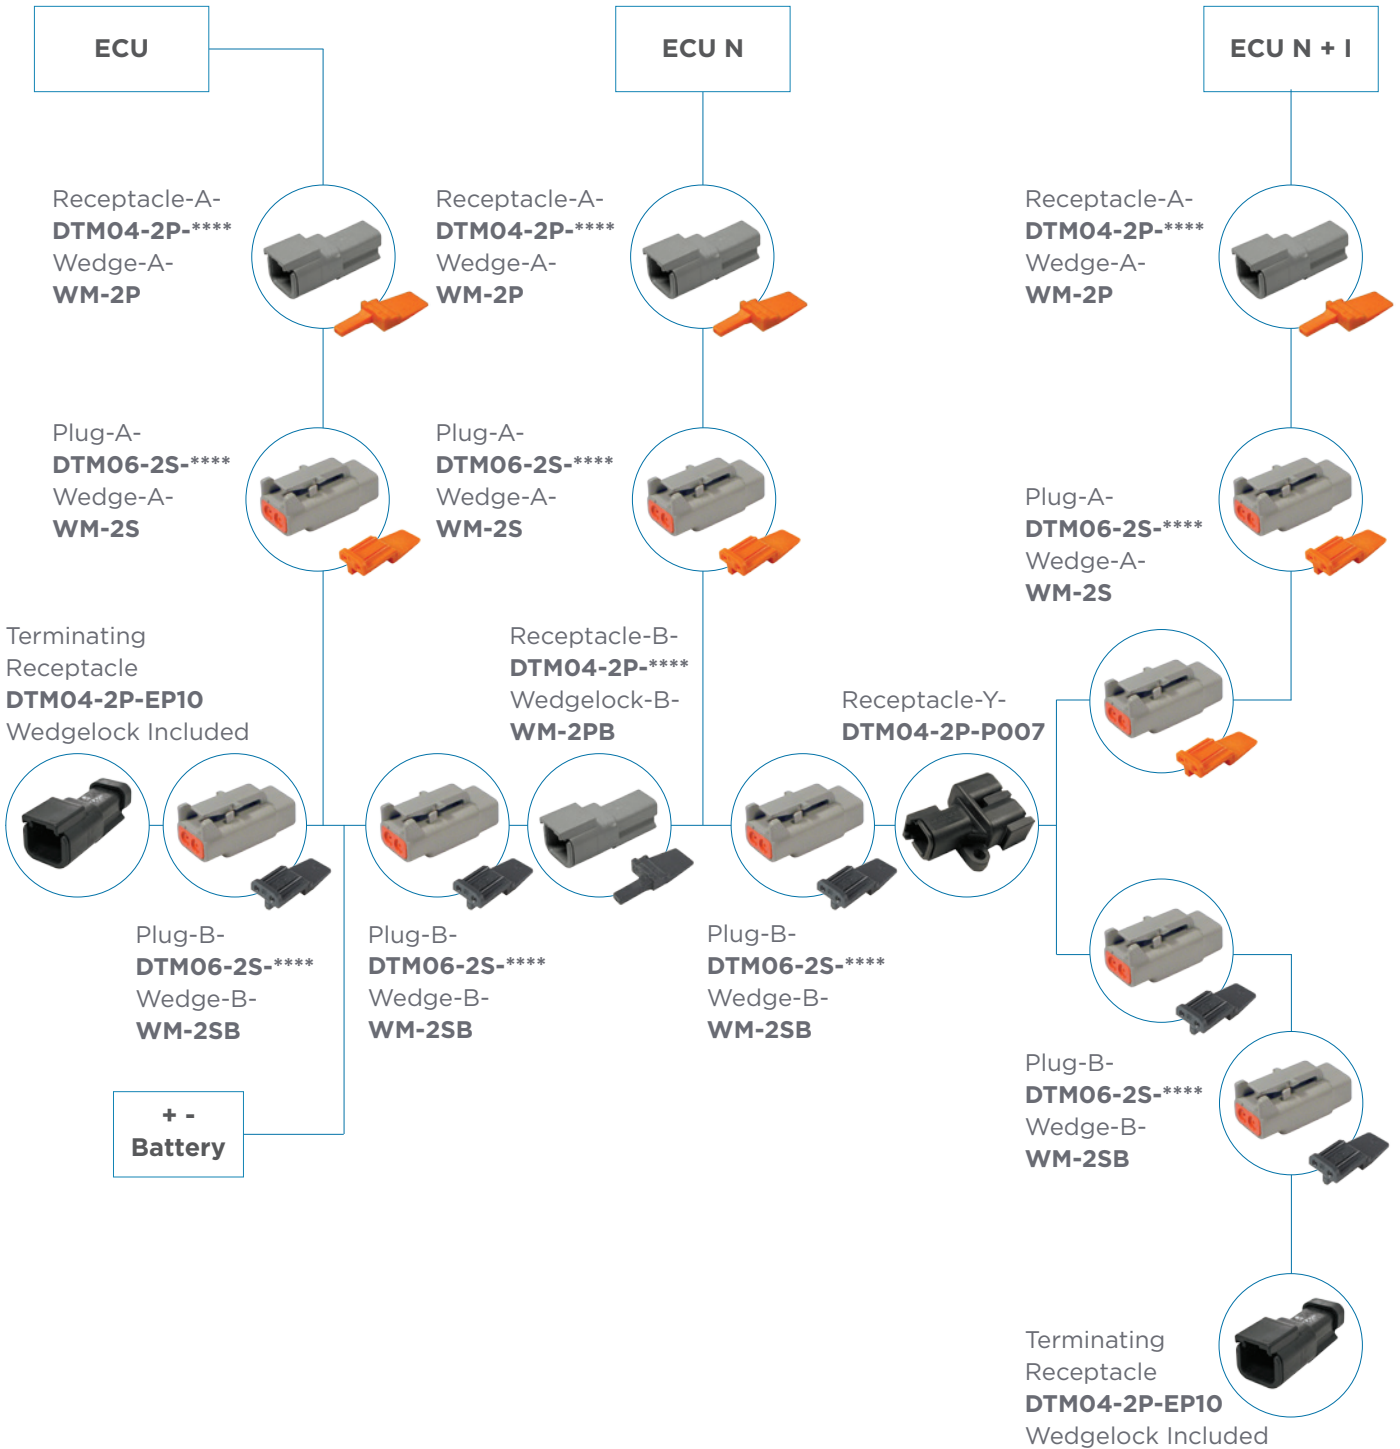 ECU
ECU N
ECU N + I
Receptacle-A-
DTM04-2P-****
Wedge-A-
WM-2P
Receptacle-A-
DTM04-2P-****
Wedge-A-
WM-2P
Receptacle-A-
DTM04-2P-****
Wedge-A-
WM-2P
Plug-A-
DTM06-2S-****
Wedge-A-
WM-2S
Plug-A-
DTM06-2S-****
Wedge-A-
WM-2S
Plug-A-
DTM06-2S-****
Wedge-A-
WM-2S
Terminating
Receptacle
DTM04-2P-EP10
Wedgelock Included
Receptacle-B-
DTM04-2P-****
Wedgelock-B-
WM-2PB
Receptacle-Y-
DTM04-2P-P007
Plug-B-
DTM06-2S-****
Wedge-B-
WM-2SB
Plug-B-
DTM06-2S-****
Wedge-B-
WM-2SB
Plug-B-
DTM06-2S-****
Wedge-B-
WM-2SB
+ -
Battery
Plug-B-
DTM06-2S-****
Wedge-B-
WM-2SB
Terminating
Receptacle
DTM04-2P-EP10
Wedgelock Included